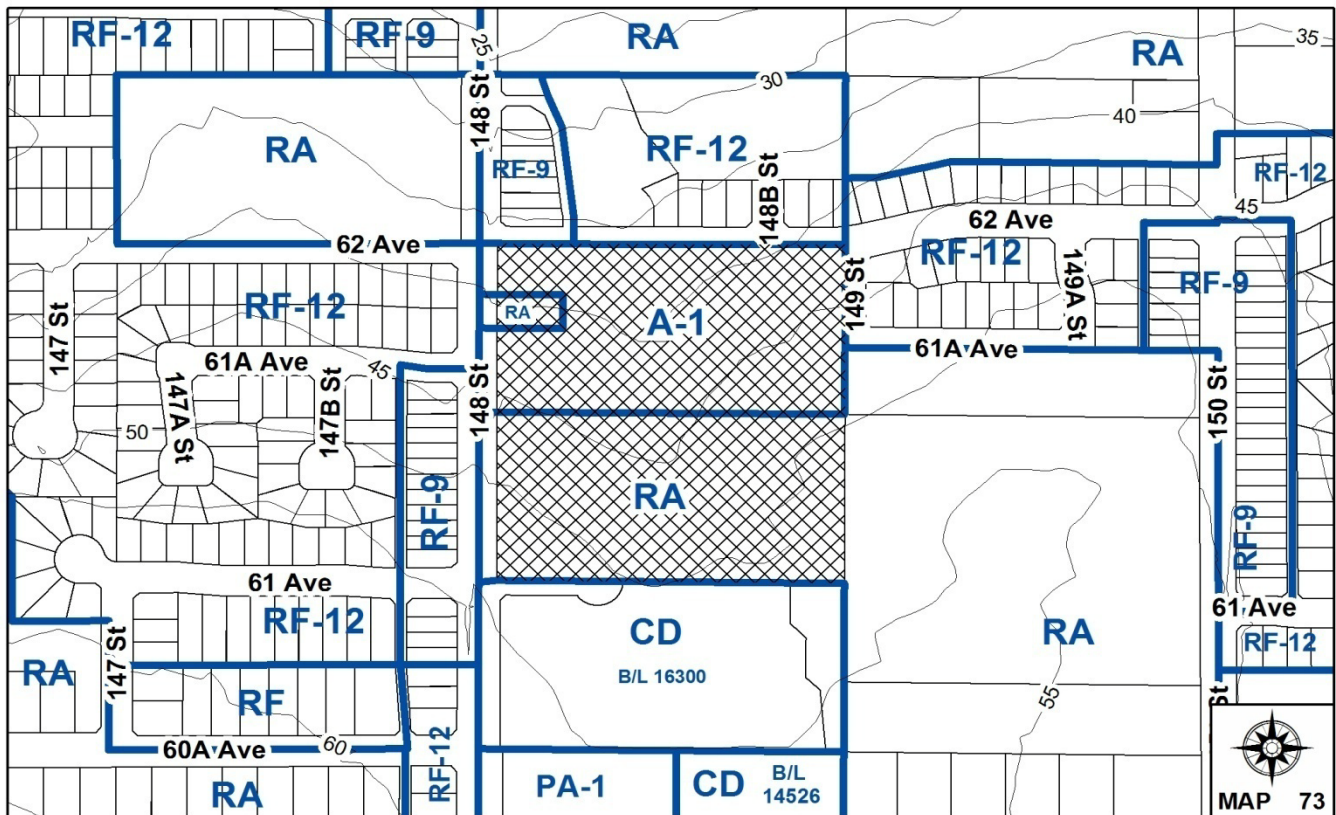 RF-12
RF-9
25
RA
RA
35
148 St
30
40
RA
RF-9
RF-12
148B St
RF-12
45
62 Ave
62 Ave
149 St
RF-12
149A St
RF-9
147 St
RF-12
RA
A-1
61A Ave
61A Ave
45
147A St
147B St
50
148 St
150 St
RF-9
RA
RF-9
61 Ave
61 Ave
RF-12
CD
B/L 16300
RA
RF-12
RA
147 St
RF
55
St
60A Ave
60
RF-12
RA
PA-1
CD
B/L
14526
MAP 73